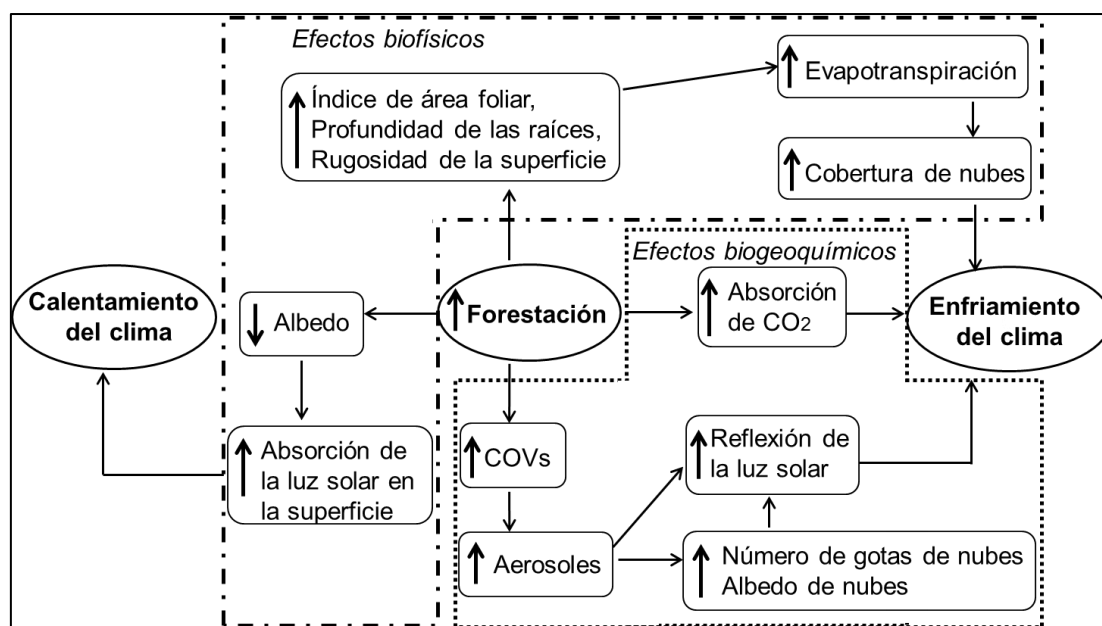 Efectos biofísicos
Evapotranspiración
Índice de área foliar,
Profundidad de las raíces,
Rugosidad de la superficie
Cobertura de nubes
Efectos biogeoquímicos
Calentamiento
del clima
Albedo
Forestación
Absorción
de CO2
Enfriamiento
del clima
Absorción de
la luz solar en
la superficie
COVs
Reflexión de
la luz solar
Aerosoles
Número de gotas de nubes
Albedo de nubes